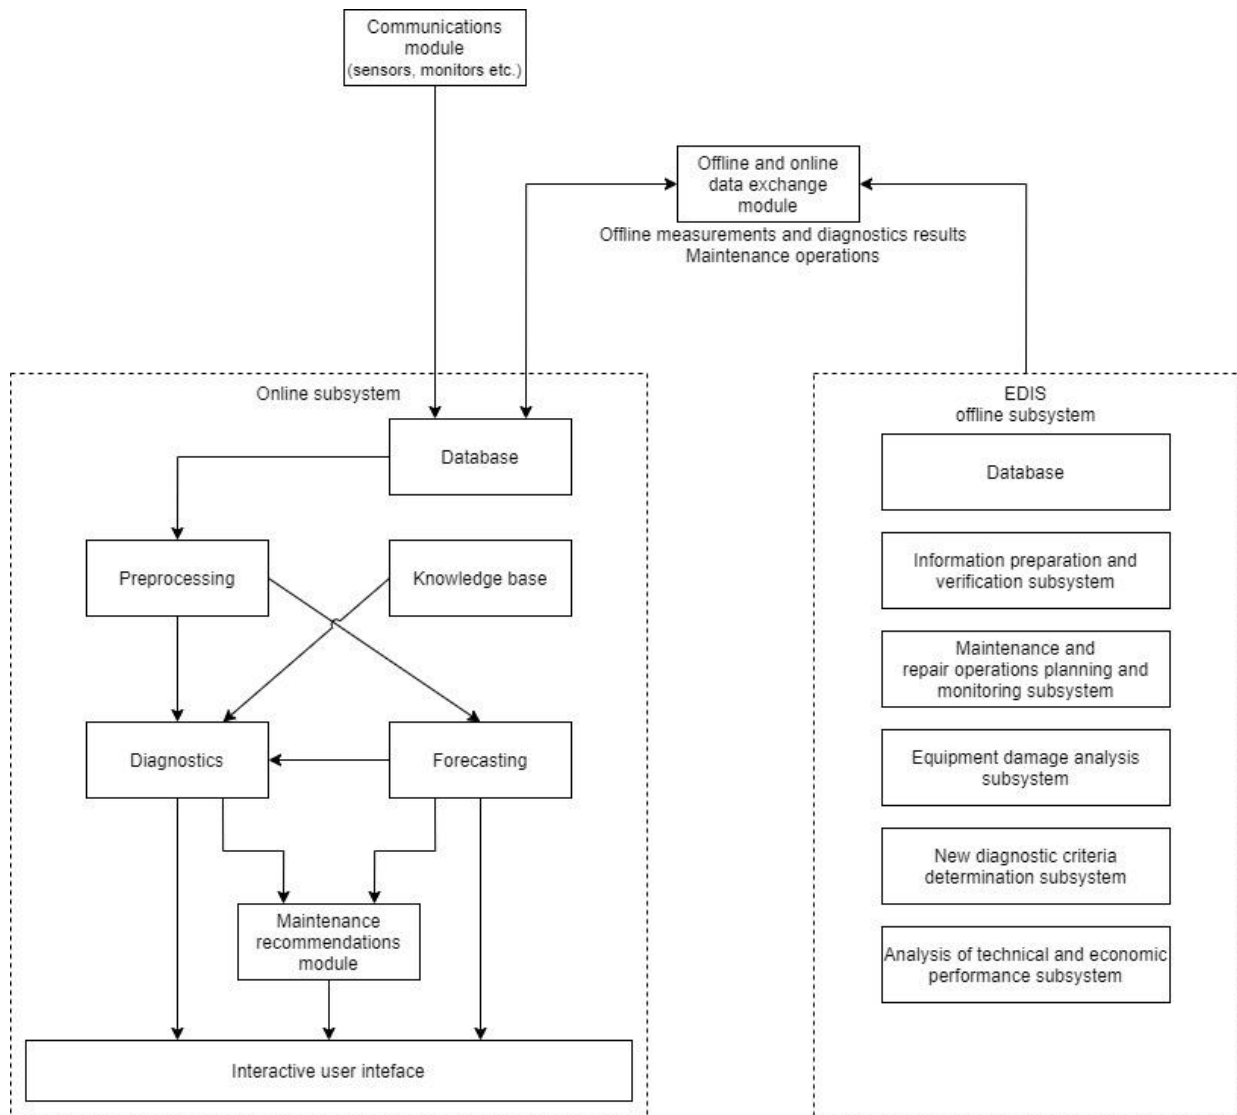 Communications
module
(sensors, monitors etc.)
Offline and online
data exchange
module
Offline measurements and diagnostics results
Maintenance operations
Online subsystem
Database
Preprocessing
Knowledge base
Diagnostics
Forecasting
Maintenance
recommendations
module
Interactive user inteface
EDIS
offline subsystem
Database
Information preparation and
verification subsystem
Maintenance and
repair operations planning and
monitoring subsystem
Equipment damage analysis
subsystem
New diagnostic criteria
determination subsystem
Analysis of technical and economic
performance subsystem